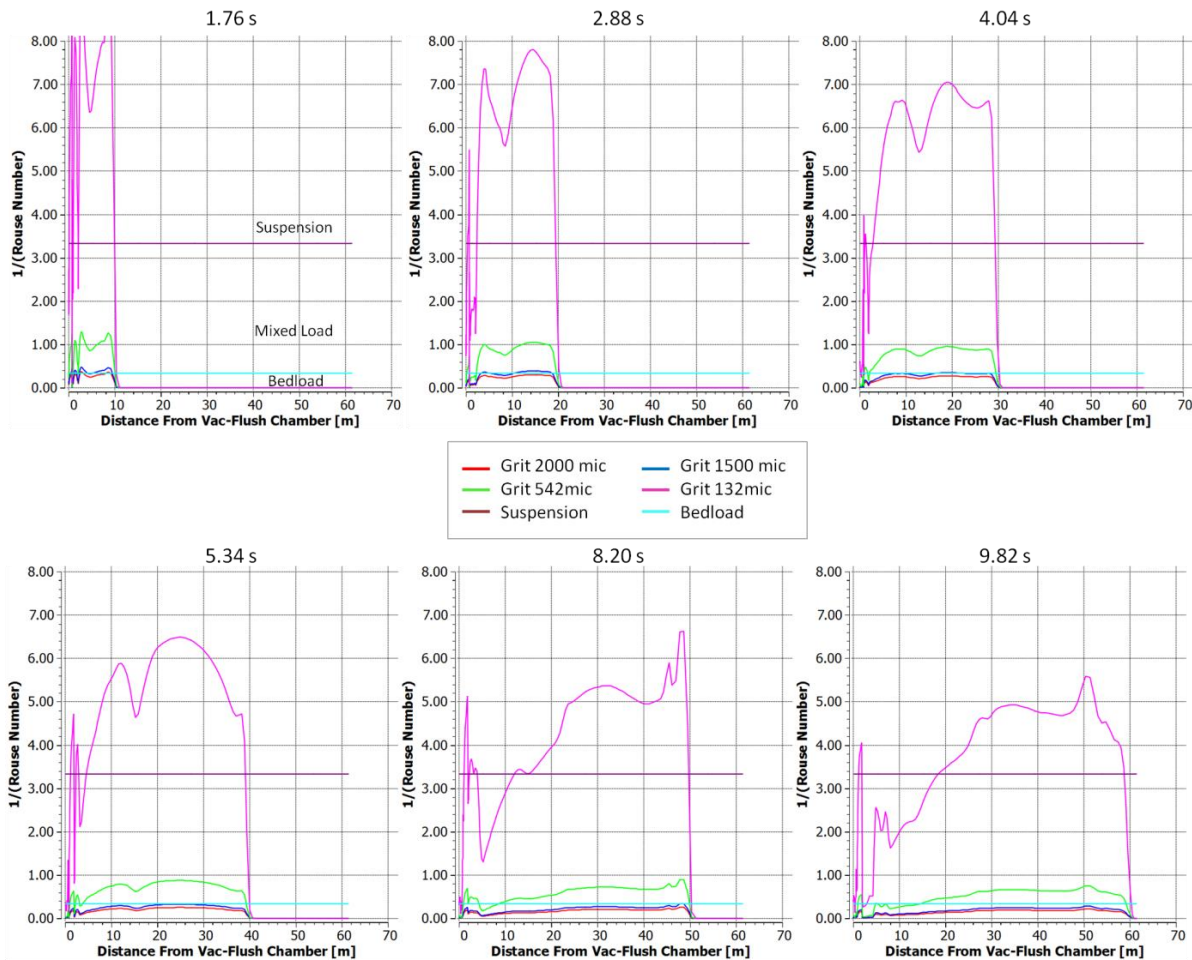 1.76 s
2.88 s
4.04 s
8.00
7.00
6.00
5.00
4.00
3.00
2.00
1.00
0.00
1/(Rouse Number)
Suspension
Mixed Load
Bedload
0 10 20 30 40 50 60 70
Distance From Vac-Flush Chamber [m]
8.00
7.00
6.00
5.00
4.00
3.00
2.00
1.00
0.00
1/(Rouse Number)
0 10 20 30 40 50 60 70
Distance From Vac-Flush Chamber [m]
8.00
7.00
6.00
5.00
4.00
3.00
2.00
1.00
0.00
1/(Rouse Number)
0 10 20 30 40 50 60 70
Distance From Vac-Flush Chamber [m]
Grit 2000 mic
Grit 1500 mic
Grit 542mic
Grit 132mic
Suspension
Bedload
5.34 s
8.20 s
9.82 s
8.00
7.00
6.00
5.00
4.00
3.00
2.00
1.00
0.00
1/(Rouse Number)
0 10 20 30 40 50 60 70
Distance From Vac-Flush Chamber [m]
8.00
7.00
6.00
5.00
4.00
3.00
2.00
1.00
0.00
1/(Rouse Number)
0 10 20 30 40 50 60 70
Distance From Vac-Flush Chamber [m]
8.00
7.00
6.00
5.00
4.00
3.00
2.00
1.00
0.00
1/(Rouse Number)
0 10 20 30 40 50 60 70
Distance From Vac-Flush Chamber [m]